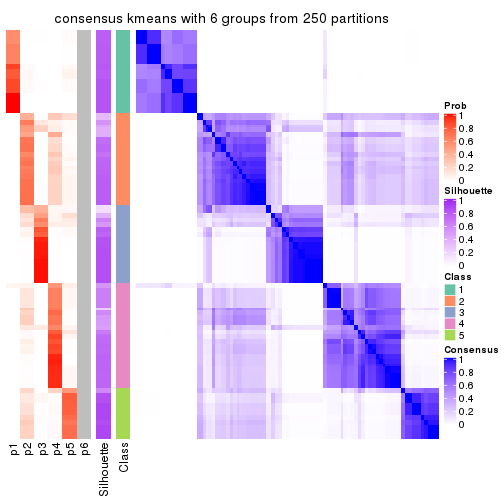 consensus kmeans with 6 groups from 250 partitions
Prob
1
0.8
0.6
0.4
0.2
0
Silhouette
1
0.8
0.6
0.4
0.2
0
Class
1
2
3
4
5
Consensus
1
0.8
0.6
0.4
0.2
0
p1
p2
p3
p4
p5
p6
Silhouette
Class